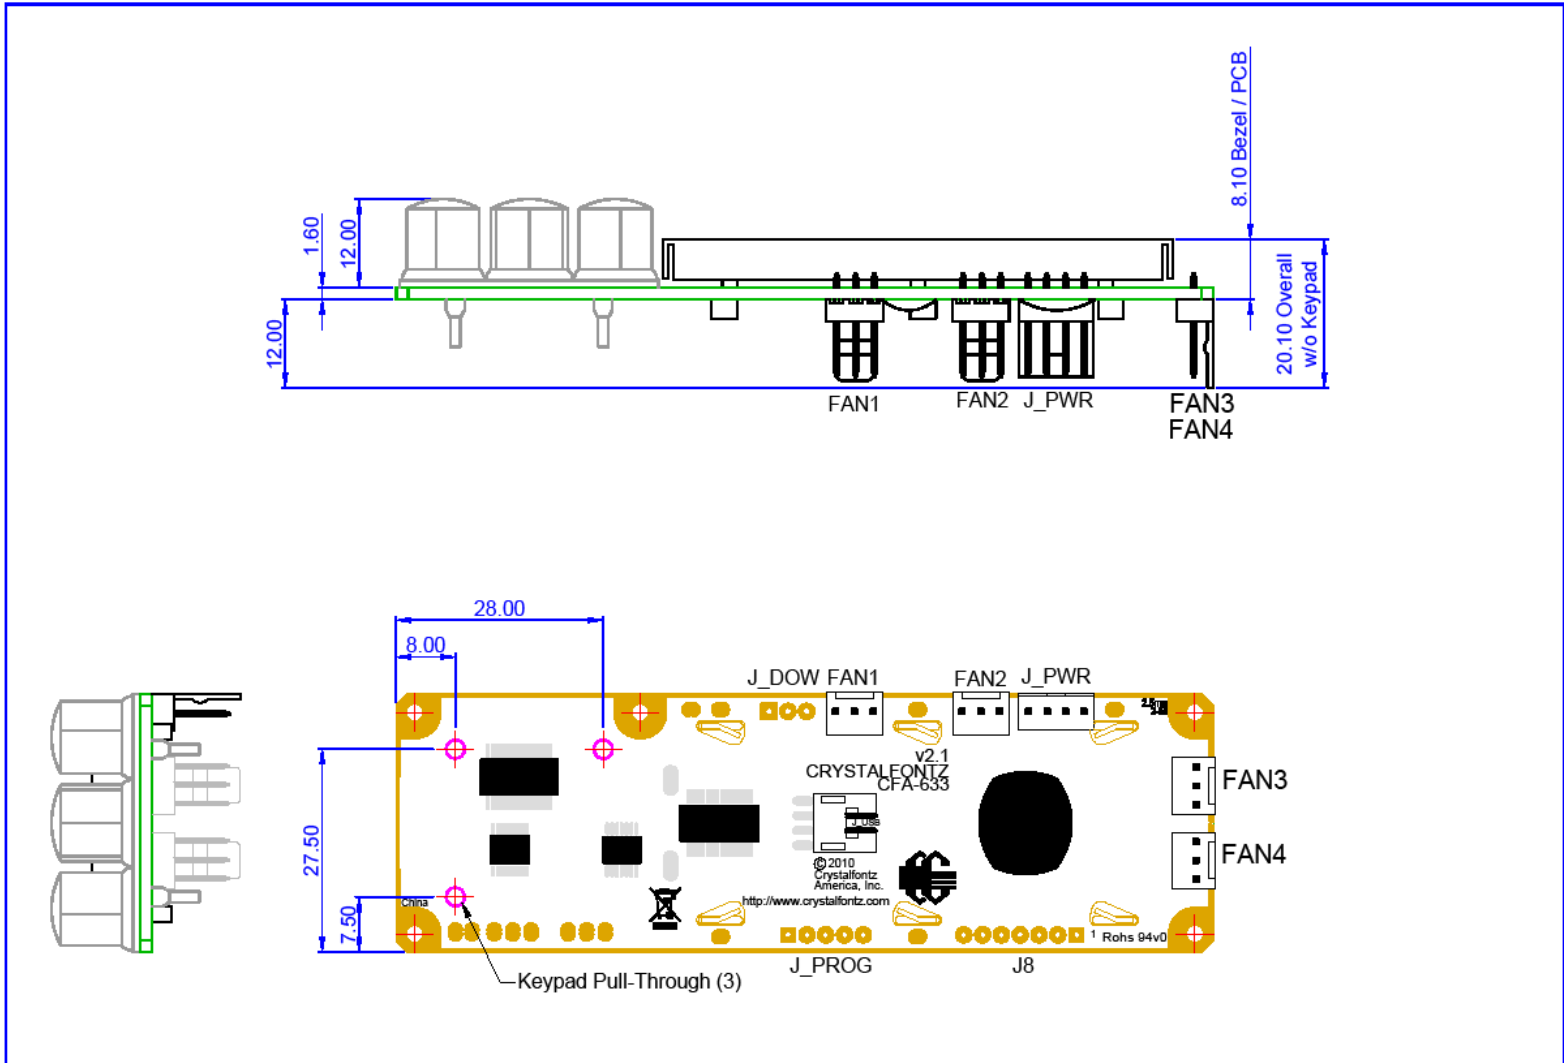 8.10 Bezel / PCB
1.60
12.00
12.00
20.10 Overall
w/o Keypad
FAN1
FAN2
J_PWR
FAN3
FAN4
28.00
8.00
J_DOW
FAN1
FAN2
J_PWR
v2.1
CRYSTALFONTZ
CFA-633
FAN3
27.50
FAN4
© 2010
Crystalfontz
America, Inc.
http://www.crystalfontz.com
China
7.50
1
Rohs 94v0
J_PROG
J8
Keypad Pull-Through (3)